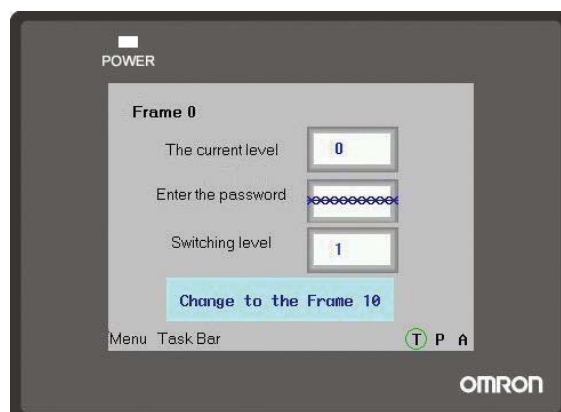 POWER
Frame 0
The current level 0
Enter the password
Switching level 1
Change to the Frame 10
Menu Task Bar T P A
OMRON